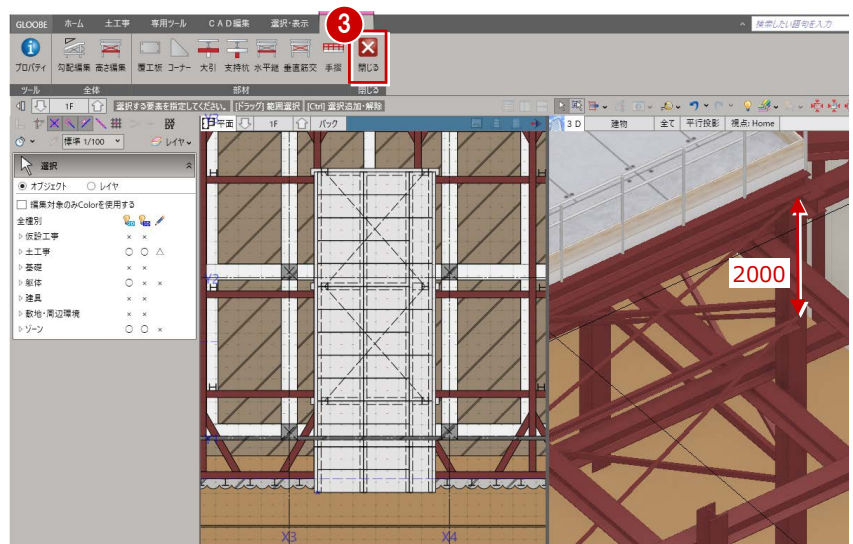 GLOOBE ホーム 土工事 専用ツール CAD編集 選択・表示
3
検索したい語句を入力
プロパティ 勾配編集 高さ編集 覆工板 コーナー 大引 支持杭 水平継 垂直筋交 手摺 閉じる
ツール 全体 部材 閉じる
1F 選択する要素を指定してください。 [ドラッグ] 範囲選択 [Ctrl] 選択追加・解除
平面 1F バック
3D 建物 全て 平行投影 視点: Home
標準 1/100 レイヤ
選択
オブジェクト レイヤ
編集対象のみColorを使用する
全種別
仮設工事 × ×
土工事 ○ ○ △
基礎 × ×
躯体 ○ × ×
建具 × ×
敷地・周辺環境 × ×
ゾーン ○ ○ ×
Y3
2000
X3 X4